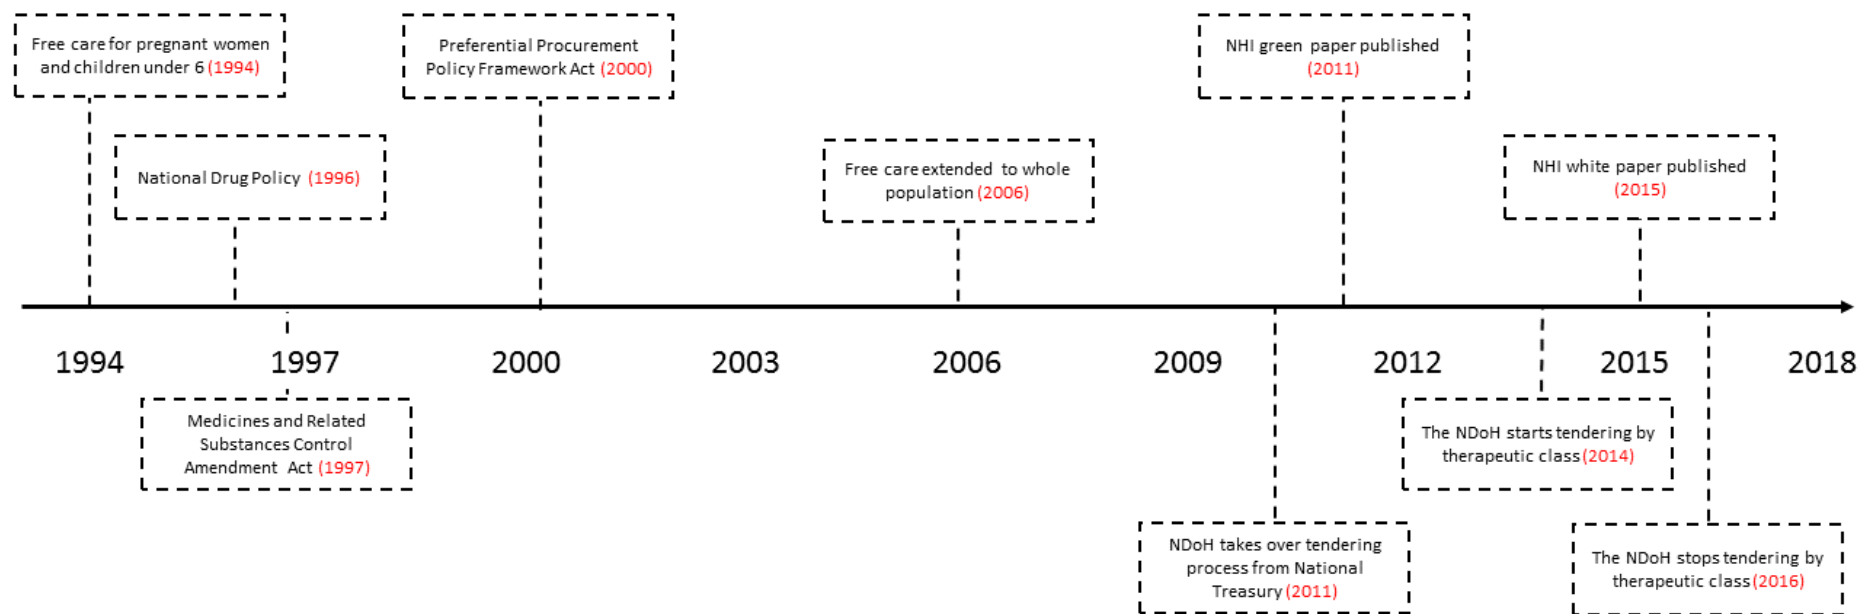 Free care for pregnant women
and children under 6 (1994)
Preferential Procurement
Policy Framework Act (2000)
NHI green paper published
(2011)
National Drug Policy (1996)
Free care extended to whole
population (2006)
NHI white paper published
(2015)
1994 1997 2000 2003 2006 2009 2012 2015 2018
Medicines and Related
Substances Control
Amendment Act (1997)
The NDoH starts tendering by
therapeutic class (2014)
NDoH takes over tendering
process from National
Treasury (2011)
The NDoH stops tendering by
therapeutic class (2016)